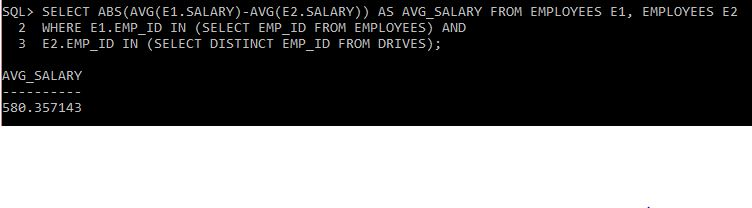 SQL> SELECT ABS(AVG(E1.SALARY)-AVG(E2.SALARY)) AS AVG_SALARY FROM EMPLOYEES E1, EMPLOYEES E2
  2  WHERE E1.EMP_ID IN (SELECT EMP_ID FROM EMPLOYEES) AND
  3  E2.EMP_ID IN (SELECT DISTINCT EMP_ID FROM DRIVES);
AVG_SALARY
----------
580.357143